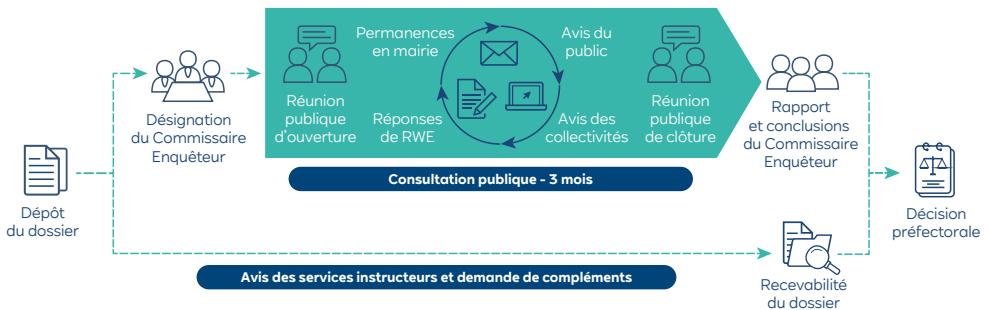 Dépôt
du dossier
Désignation
du Commissaire
Enquêteur
Réunion
publique
d'ouverture
Permanences
en mairie
Avis du
public
Réponses
de RWE
Avis des
collectivités
Réunion
publique
de clôture
Consultation publique - 3 mois
Rapport
et conclusions
du Commissaire
Enquêteur
Avis des services instructeurs et demande de compléments
Recevabilité
du dossier
Décision
préfectorale